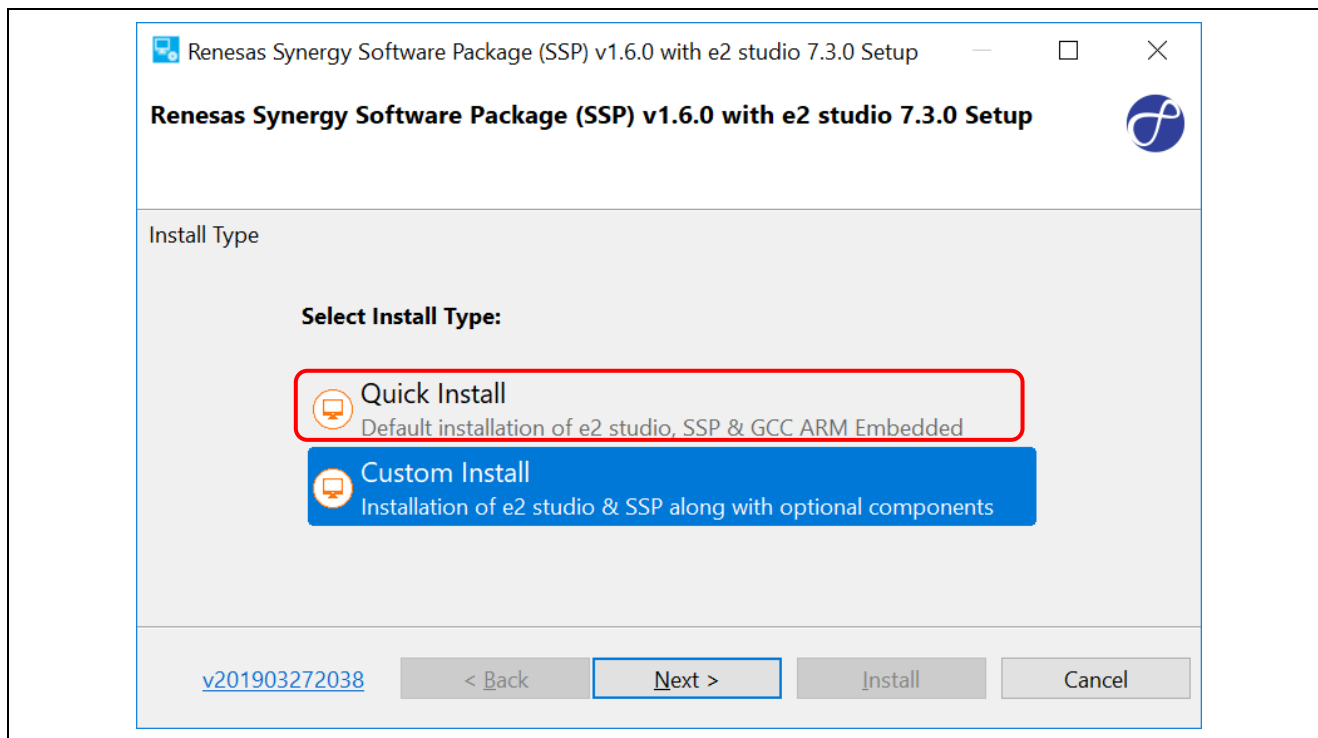 Renesas Synergy Software Package (SSP) v1.6.0 with e2 studio 7.3.0 Setup
Renesas Synergy Software Package (SSP) v1.6.0 with e2 studio 7.3.0 Setup
Install Type
Select Install Type:
Quick Install
Default installation of e2 studio, SSP & GCC ARM Embedded
Custom Install
Installation of e2 studio & SSP along with optional components
v201903272038 < Back Next > Install Cancel